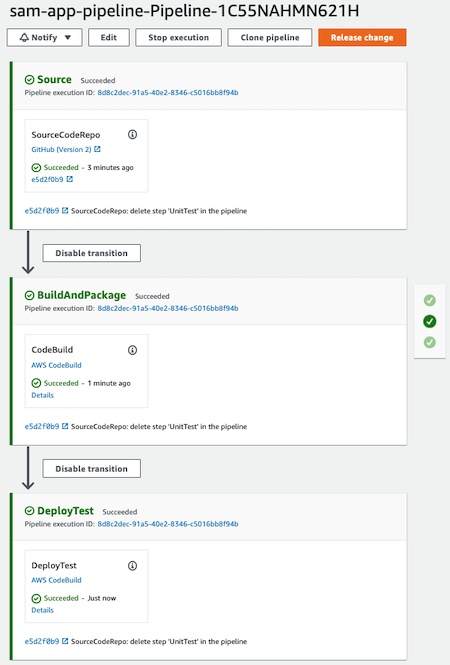 sam-app-pipeline-Pipeline-1C55NAHMN621H
Notify Edit Stop execution Clone pipeline Release change
Source Succeeded
Pipeline execution ID: 8d8c2dec-91a5-40e2-8346-c5016bb8f94b
SourceCodeRepo
GitHub (Version 2)
Succeeded - 3 minutes ago
e5d2f0b9
e5d2f0b9 SourceCodeRepo: delete step 'UnitTest' in the pipeline
Disable transition
BuildAndPackage Succeeded
Pipeline execution ID: 8d8c2dec-91a5-40e2-8346-c5016bb8f94b
CodeBuild
AWS CodeBuild
Succeeded - 1 minute ago
Details
e5d2f0b9 SourceCodeRepo: delete step 'UnitTest' in the pipeline
Disable transition
DeployTest Succeeded
Pipeline execution ID: 8d8c2dec-91a5-40e2-8346-c5016bb8f94b
DeployTest
AWS CodeBuild
Succeeded - Just now
Details
e5d2f0b9 SourceCodeRepo: delete step 'UnitTest' in the pipeline